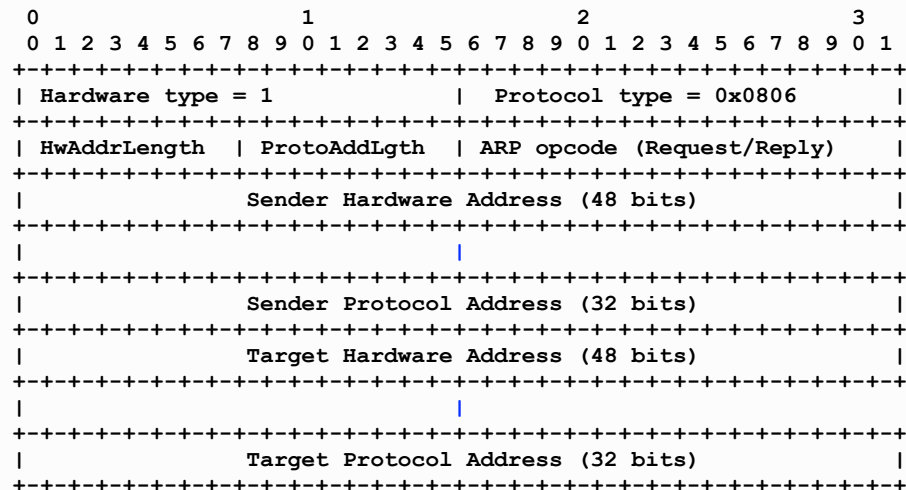 0                   1                   2                   3
0 1 2 3 4 5 6 7 8 9 0 1 2 3 4 5 6 7 8 9 0 1 2 3 4 5 6 7 8 9 0 1
+-+-+-+-+-+-+-+-+-+-+-+-+-+-+-+-+-+-+-+-+-+-+-+-+-+-+-+-+-+-+-+-+
| Hardware type = 1             |  Protocol type = 0x0806       |
+-+-+-+-+-+-+-+-+-+-+-+-+-+-+-+-+-+-+-+-+-+-+-+-+-+-+-+-+-+-+-+-+
| HwAddrLength  | ProtoAddLgth  | ARP opcode (Request/Reply)    |
+-+-+-+-+-+-+-+-+-+-+-+-+-+-+-+-+-+-+-+-+-+-+-+-+-+-+-+-+-+-+-+-+
|                Sender Hardware Address (48 bits)              |
+-+-+-+-+-+-+-+-+-+-+-+-+-+-+-+-+-+-+-+-+-+-+-+-+-+-+-+-+-+-+-+-+
|                               |
+-+-+-+-+-+-+-+-+-+-+-+-+-+-+-+-+-+-+-+-+-+-+-+-+-+-+-+-+-+-+-+-+
|                Sender Protocol Address (32 bits)              |
+-+-+-+-+-+-+-+-+-+-+-+-+-+-+-+-+-+-+-+-+-+-+-+-+-+-+-+-+-+-+-+-+
|                Target Hardware Address (48 bits)              |
+-+-+-+-+-+-+-+-+-+-+-+-+-+-+-+-+-+-+-+-+-+-+-+-+-+-+-+-+-+-+-+-+
|                               |
+-+-+-+-+-+-+-+-+-+-+-+-+-+-+-+-+-+-+-+-+-+-+-+-+-+-+-+-+-+-+-+-+
|                Target Protocol Address (32 bits)              |
+-+-+-+-+-+-+-+-+-+-+-+-+-+-+-+-+-+-+-+-+-+-+-+-+-+-+-+-+-+-+-+-+